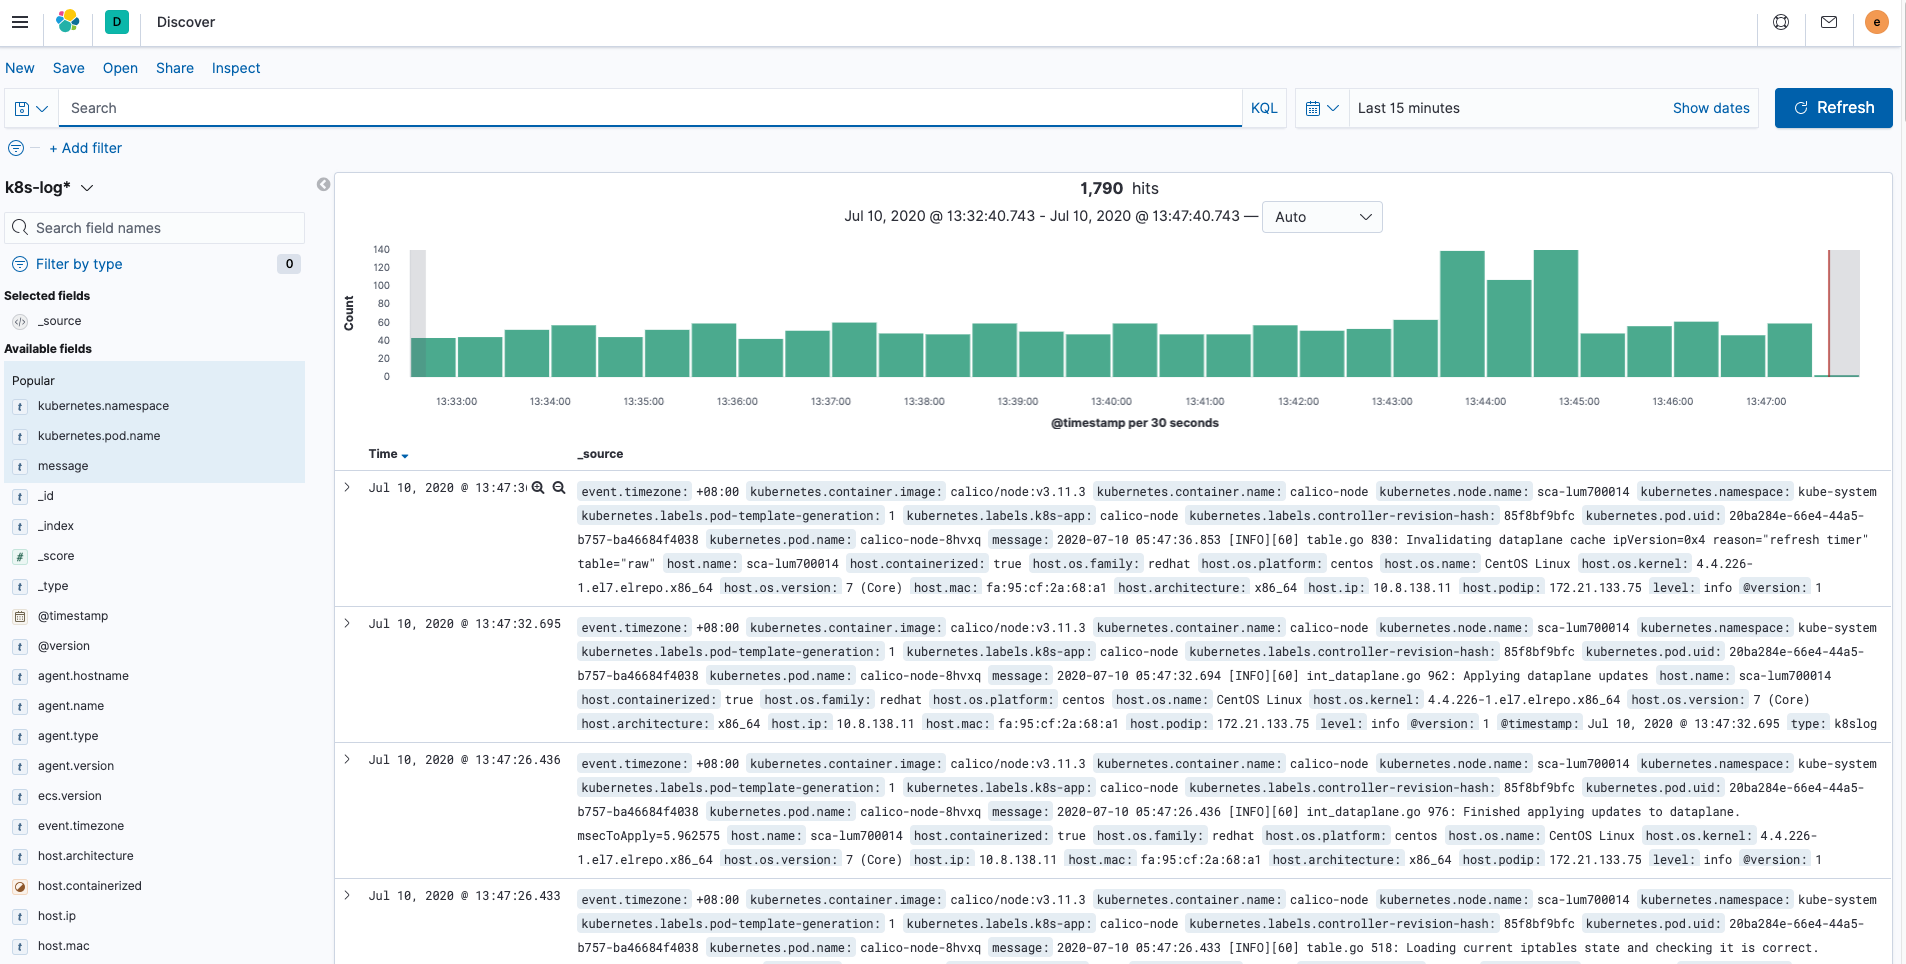 D Discover e
New Save Open Share Inspect
Search KQL Last 15 minutes Show dates Refresh
+ Add filter
k8s-log*
Search field names
Filter by type 0
Selected fields
_source
Available fields
Popular
kubernetes.namespace
kubernetes.pod.name
message
_id
_index
_score
_type
@timestamp
@version
agent.hostname
agent.name
agent.type
agent.version
ecs.version
event.timezone
host.architecture
host.containerized
host.ip
host.mac
1,790 hits
Jul 10, 2020 @ 13:32:40.743 - Jul 10, 2020 @ 13:47:40.743 — Auto
Count
140
120
100
80
60
40
20
0
13:33:00 13:34:00 13:35:00 13:36:00 13:37:00 13:38:00 13:39:00 13:40:00 13:41:00 13:42:00 13:43:00 13:44:00 13:45:00 13:46:00 13:47:00
@timestamp per 30 seconds
Time _source
Jul 10, 2020 @ 13:47:3
event.timezone: +08:00 kubernetes.container.image: calico/node:v3.11.3 kubernetes.container.name: calico-node kubernetes.node.name: sca-lum700014 kubernetes.namespace: kube-system
kubernetes.labels.pod-template-generation: 1 kubernetes.labels.k8s-app: calico-node kubernetes.labels.controller-revision-hash: 85f8bf9bfc kubernetes.pod.uid: 20ba284e-66e4-44a5-
b757-ba46684f4038 kubernetes.pod.name: calico-node-8hvxq message: 2020-07-10 05:47:36.853 [INFO][60] table.go 830: Invalidating dataplane cache ipVersion=0x4 reason="refresh timer"
table="raw" host.name: sca-lum700014 host.containerized: true host.os.family: redhat host.os.platform: centos host.os.name: CentOS Linux host.os.kernel: 4.4.226-
1.el7.elrepo.x86_64 host.os.version: 7 (Core) host.mac: fa:95:cf:2a:68:a1 host.architecture: x86_64 host.ip: 10.8.138.11 host.podip: 172.21.133.75 level: info @version: 1
Jul 10, 2020 @ 13:47:32.695
event.timezone: +08:00 kubernetes.container.image: calico/node:v3.11.3 kubernetes.container.name: calico-node kubernetes.node.name: sca-lum700014 kubernetes.namespace: kube-system
kubernetes.labels.pod-template-generation: 1 kubernetes.labels.k8s-app: calico-node kubernetes.labels.controller-revision-hash: 85f8bf9bfc kubernetes.pod.uid: 20ba284e-66e4-44a5-
b757-ba46684f4038 kubernetes.pod.name: calico-node-8hvxq message: 2020-07-10 05:47:32.694 [INFO][60] int_dataplane.go 962: Applying dataplane updates host.name: sca-lum700014
host.containerized: true host.os.family: redhat host.os.platform: centos host.os.name: CentOS Linux host.os.kernel: 4.4.226-1.el7.elrepo.x86_64 host.os.version: 7 (Core)
host.architecture: x86_64 host.ip: 10.8.138.11 host.mac: fa:95:cf:2a:68:a1 host.podip: 172.21.133.75 level: info @version: 1 @timestamp: Jul 10, 2020 @ 13:47:32.695 type: k8slog
Jul 10, 2020 @ 13:47:26.436
event.timezone: +08:00 kubernetes.container.image: calico/node:v3.11.3 kubernetes.container.name: calico-node kubernetes.node.name: sca-lum700014 kubernetes.namespace: kube-system
kubernetes.labels.pod-template-generation: 1 kubernetes.labels.k8s-app: calico-node kubernetes.labels.controller-revision-hash: 85f8bf9bfc kubernetes.pod.uid: 20ba284e-66e4-44a5-
b757-ba46684f4038 kubernetes.pod.name: calico-node-8hvxq message: 2020-07-10 05:47:26.436 [INFO][60] int_dataplane.go 976: Finished applying updates to dataplane.
msecToApply=5.962575 host.name: sca-lum700014 host.containerized: true host.os.family: redhat host.os.platform: centos host.os.name: CentOS Linux host.os.kernel: 4.4.226-
1.el7.elrepo.x86_64 host.os.version: 7 (Core) host.ip: 10.8.138.11 host.mac: fa:95:cf:2a:68:a1 host.architecture: x86_64 host.podip: 172.21.133.75 level: info @version: 1
Jul 10, 2020 @ 13:47:26.433
event.timezone: +08:00 kubernetes.container.image: calico/node:v3.11.3 kubernetes.container.name: calico-node kubernetes.node.name: sca-lum700014 kubernetes.namespace: kube-system
kubernetes.labels.pod-template-generation: 1 kubernetes.labels.k8s-app: calico-node kubernetes.labels.controller-revision-hash: 85f8bf9bfc kubernetes.pod.uid: 20ba284e-66e4-44a5-
b757-ba46684f4038 kubernetes.pod.name: calico-node-8hvxq message: 2020-07-10 05:47:26.433 [INFO][60] table.go 518: Loading current iptables state and checking it is correct.